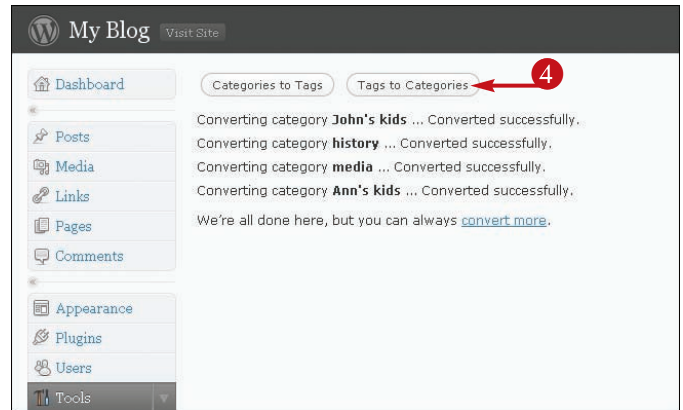 My Blog Visit Site
Dashboard
Posts
Media
Links
Pages
Comments
Appearance
Plugins
Users
Tools
Categories to Tags Tags to Categories 4
Converting category John's kids ... Converted successfully.
Converting category history ... Converted successfully.
Converting category media ... Converted successfully.
Converting category Ann's kids ... Converted successfully.
We're all done here, but you can always convert more.